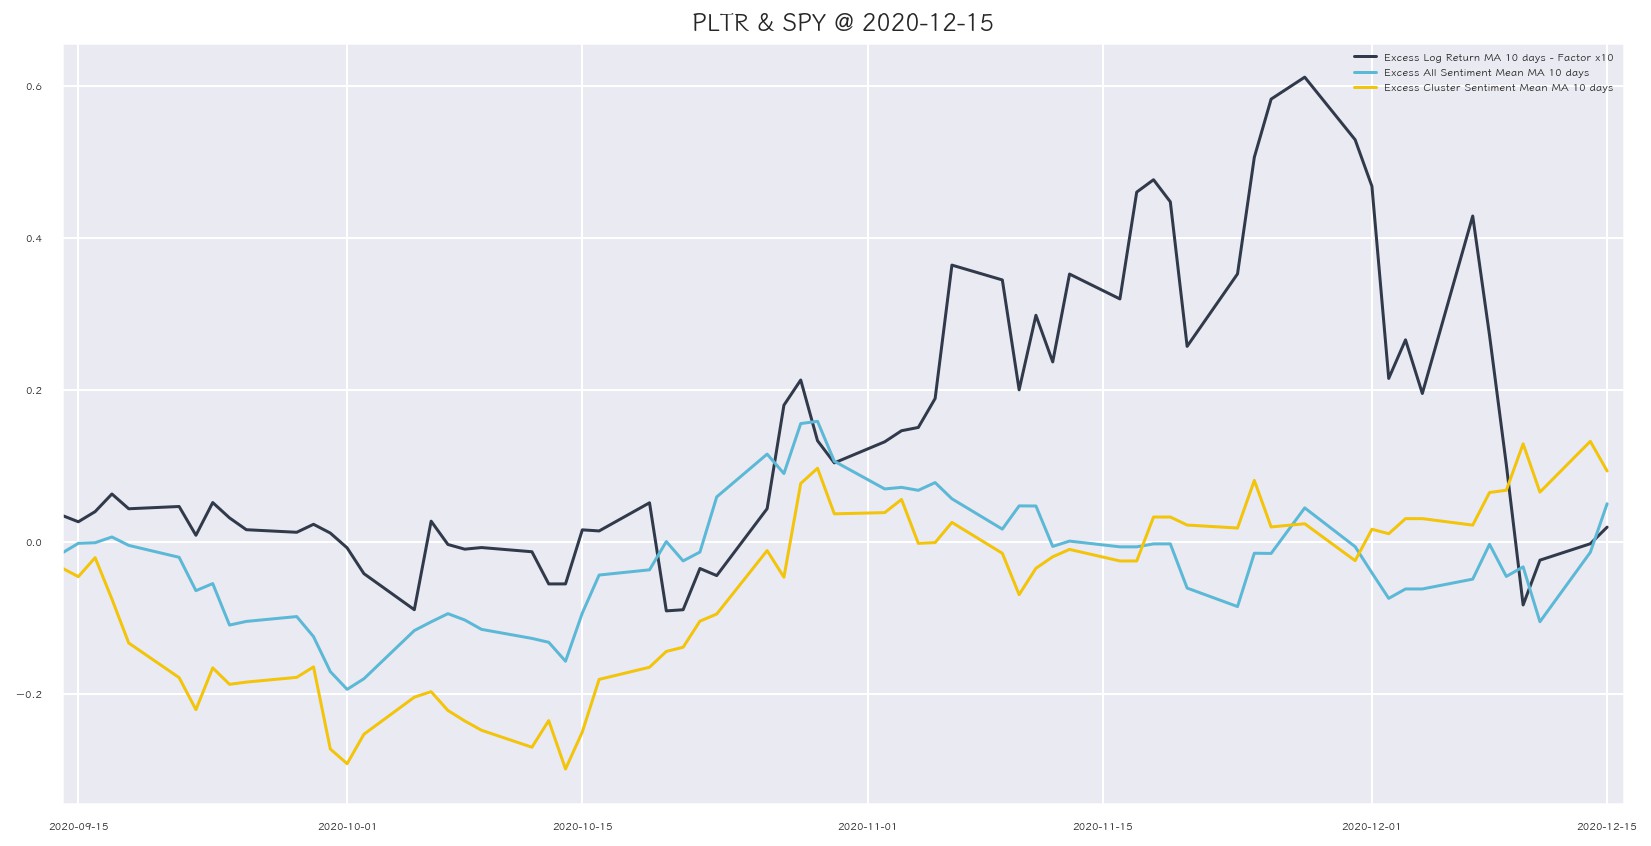 PLTR & SPY @ 2020-12-15
Excess Log Return MA 10 days - Factor x10
Excess All Sentiment Mean MA 10 days
Excess Cluster Sentiment Mean MA 10 days
0.6
0.4
0.2
0.0
−0.2
2020-09-15 2020-10-01 2020-10-15 2020-11-01 2020-11-15 2020-12-01 2020-12-15